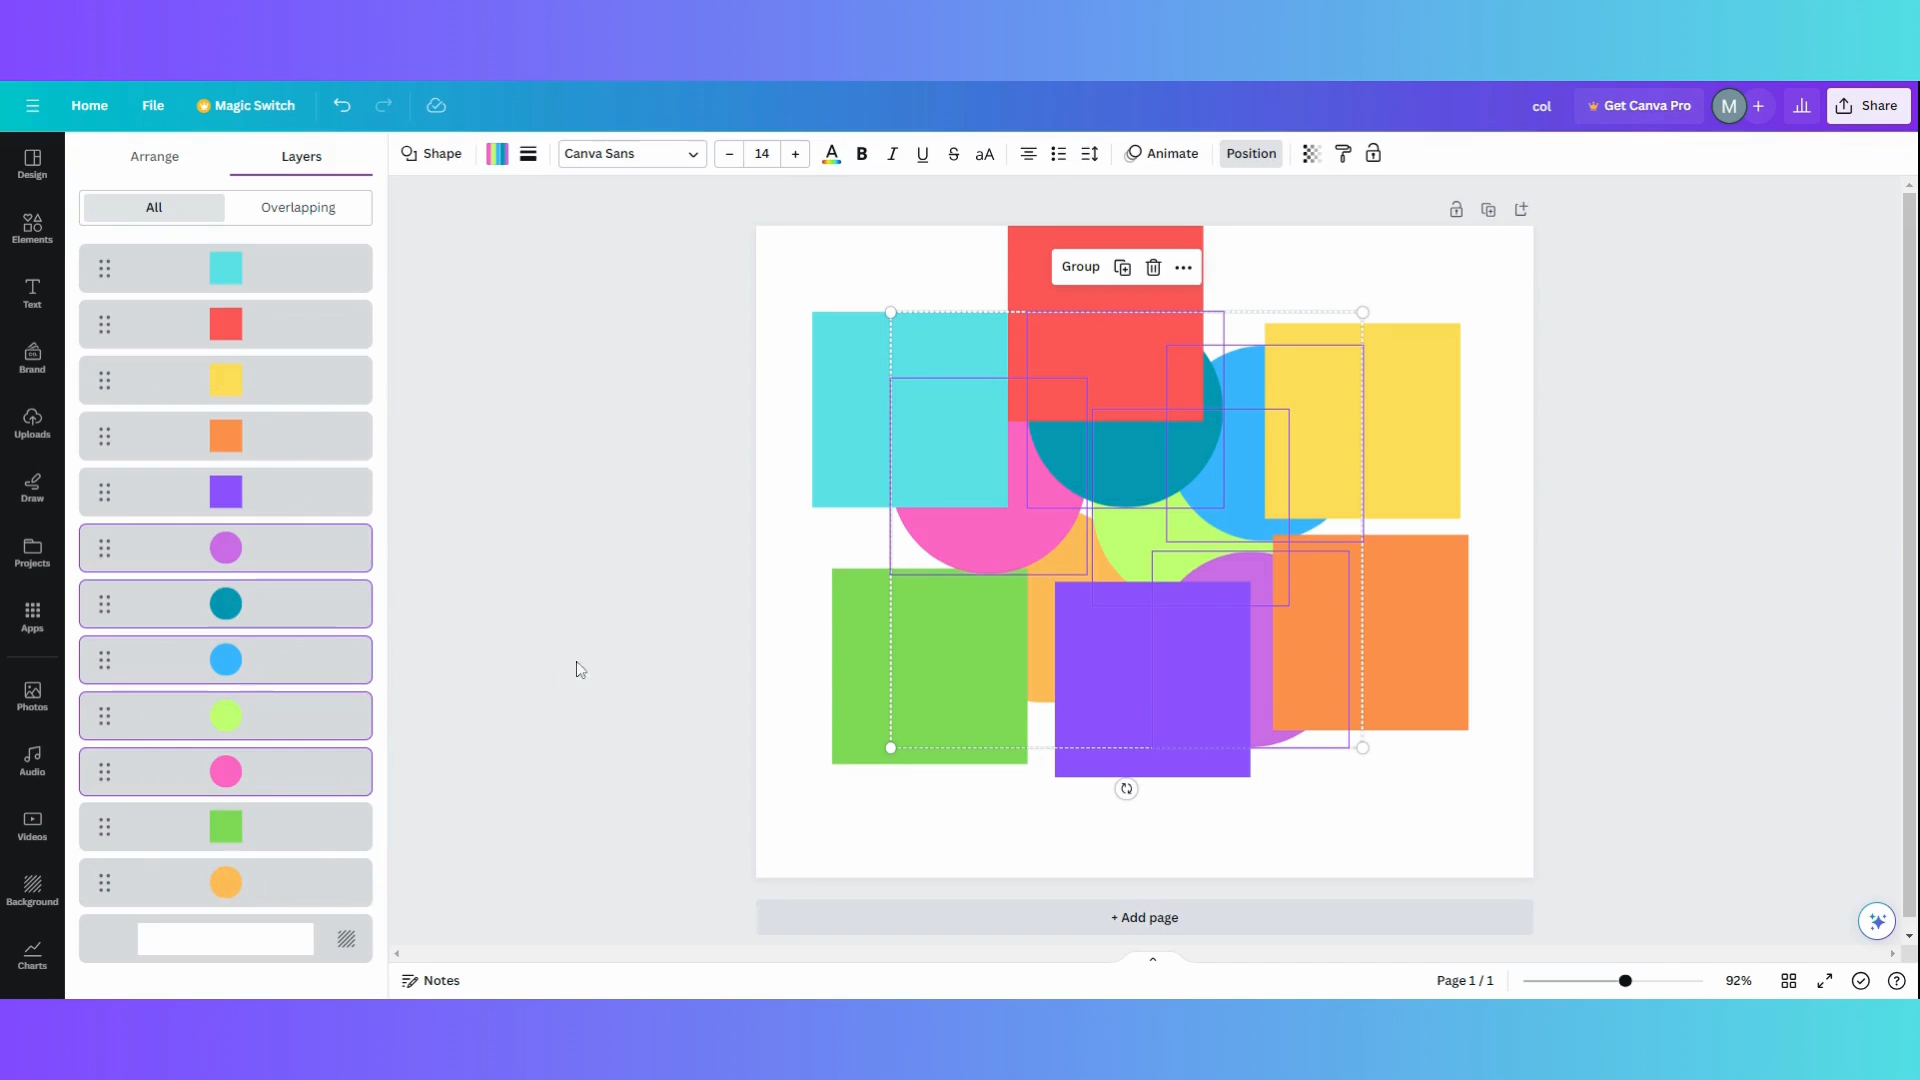 Home File Magic Switch col Get Canva Pro M + Share
Arrange Layers Shape Canva Sans - 14 + A B I U S aA Animate Position
Design
All Overlapping
Elements
Group
Text
Brand
Uploads
Draw
Projects
Apps
Photos
Audio
Videos
Background
+ Add page
Charts
Notes Page 1 / 1 92% ?